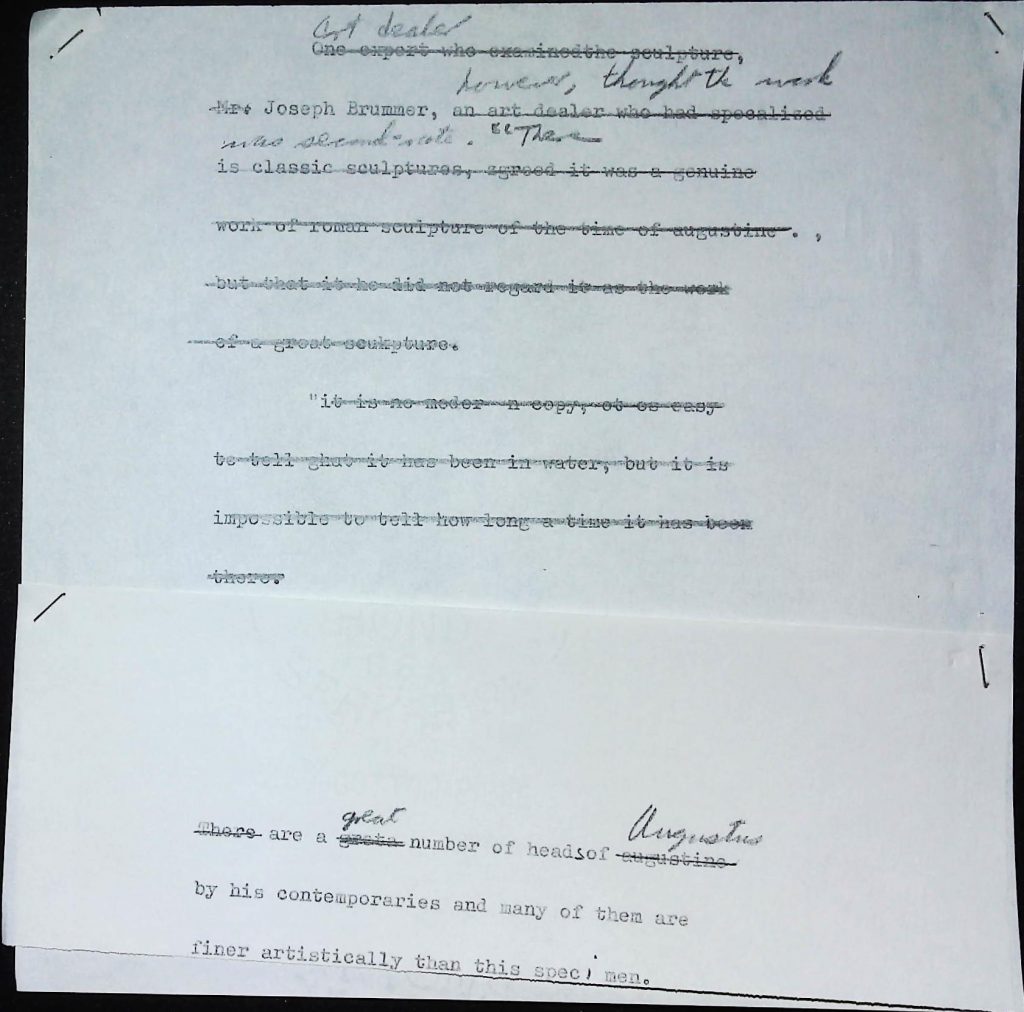 Art dealer
One expert who examinedthe sculpture,
however, thought the work
Mr. Joseph Brummer, an art dealer who had specalized
was second-rate. "There
is classic sculptures, zgreed it was a genuine
work of roman sculpture of the time of augustine . ,
but that it he did not regard it as the work
of a great scukpture.
"it is no moder n copy, ot os easy
to tell ghat it has been in water, but it is
impossible to tell how long a time it has been
there.
great Augustus
There are a grata number of headsof augustine
by his contemporaries and many of them are
finer artistically than this speci men.